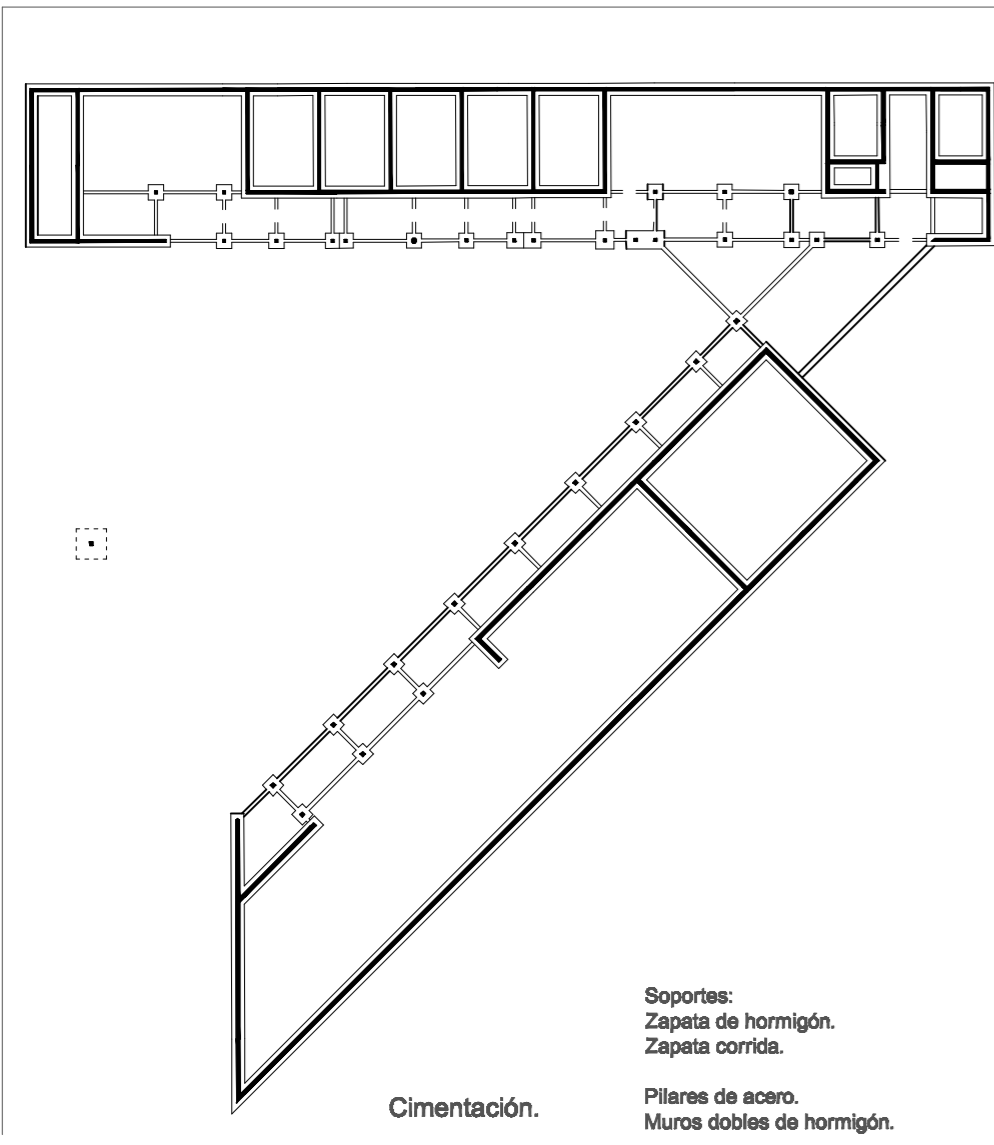 Soportes:
Zapata de hormigón.
Zapata corrida.
Cimentación.
Pilares de acero.
Muros dobles de hormigón.